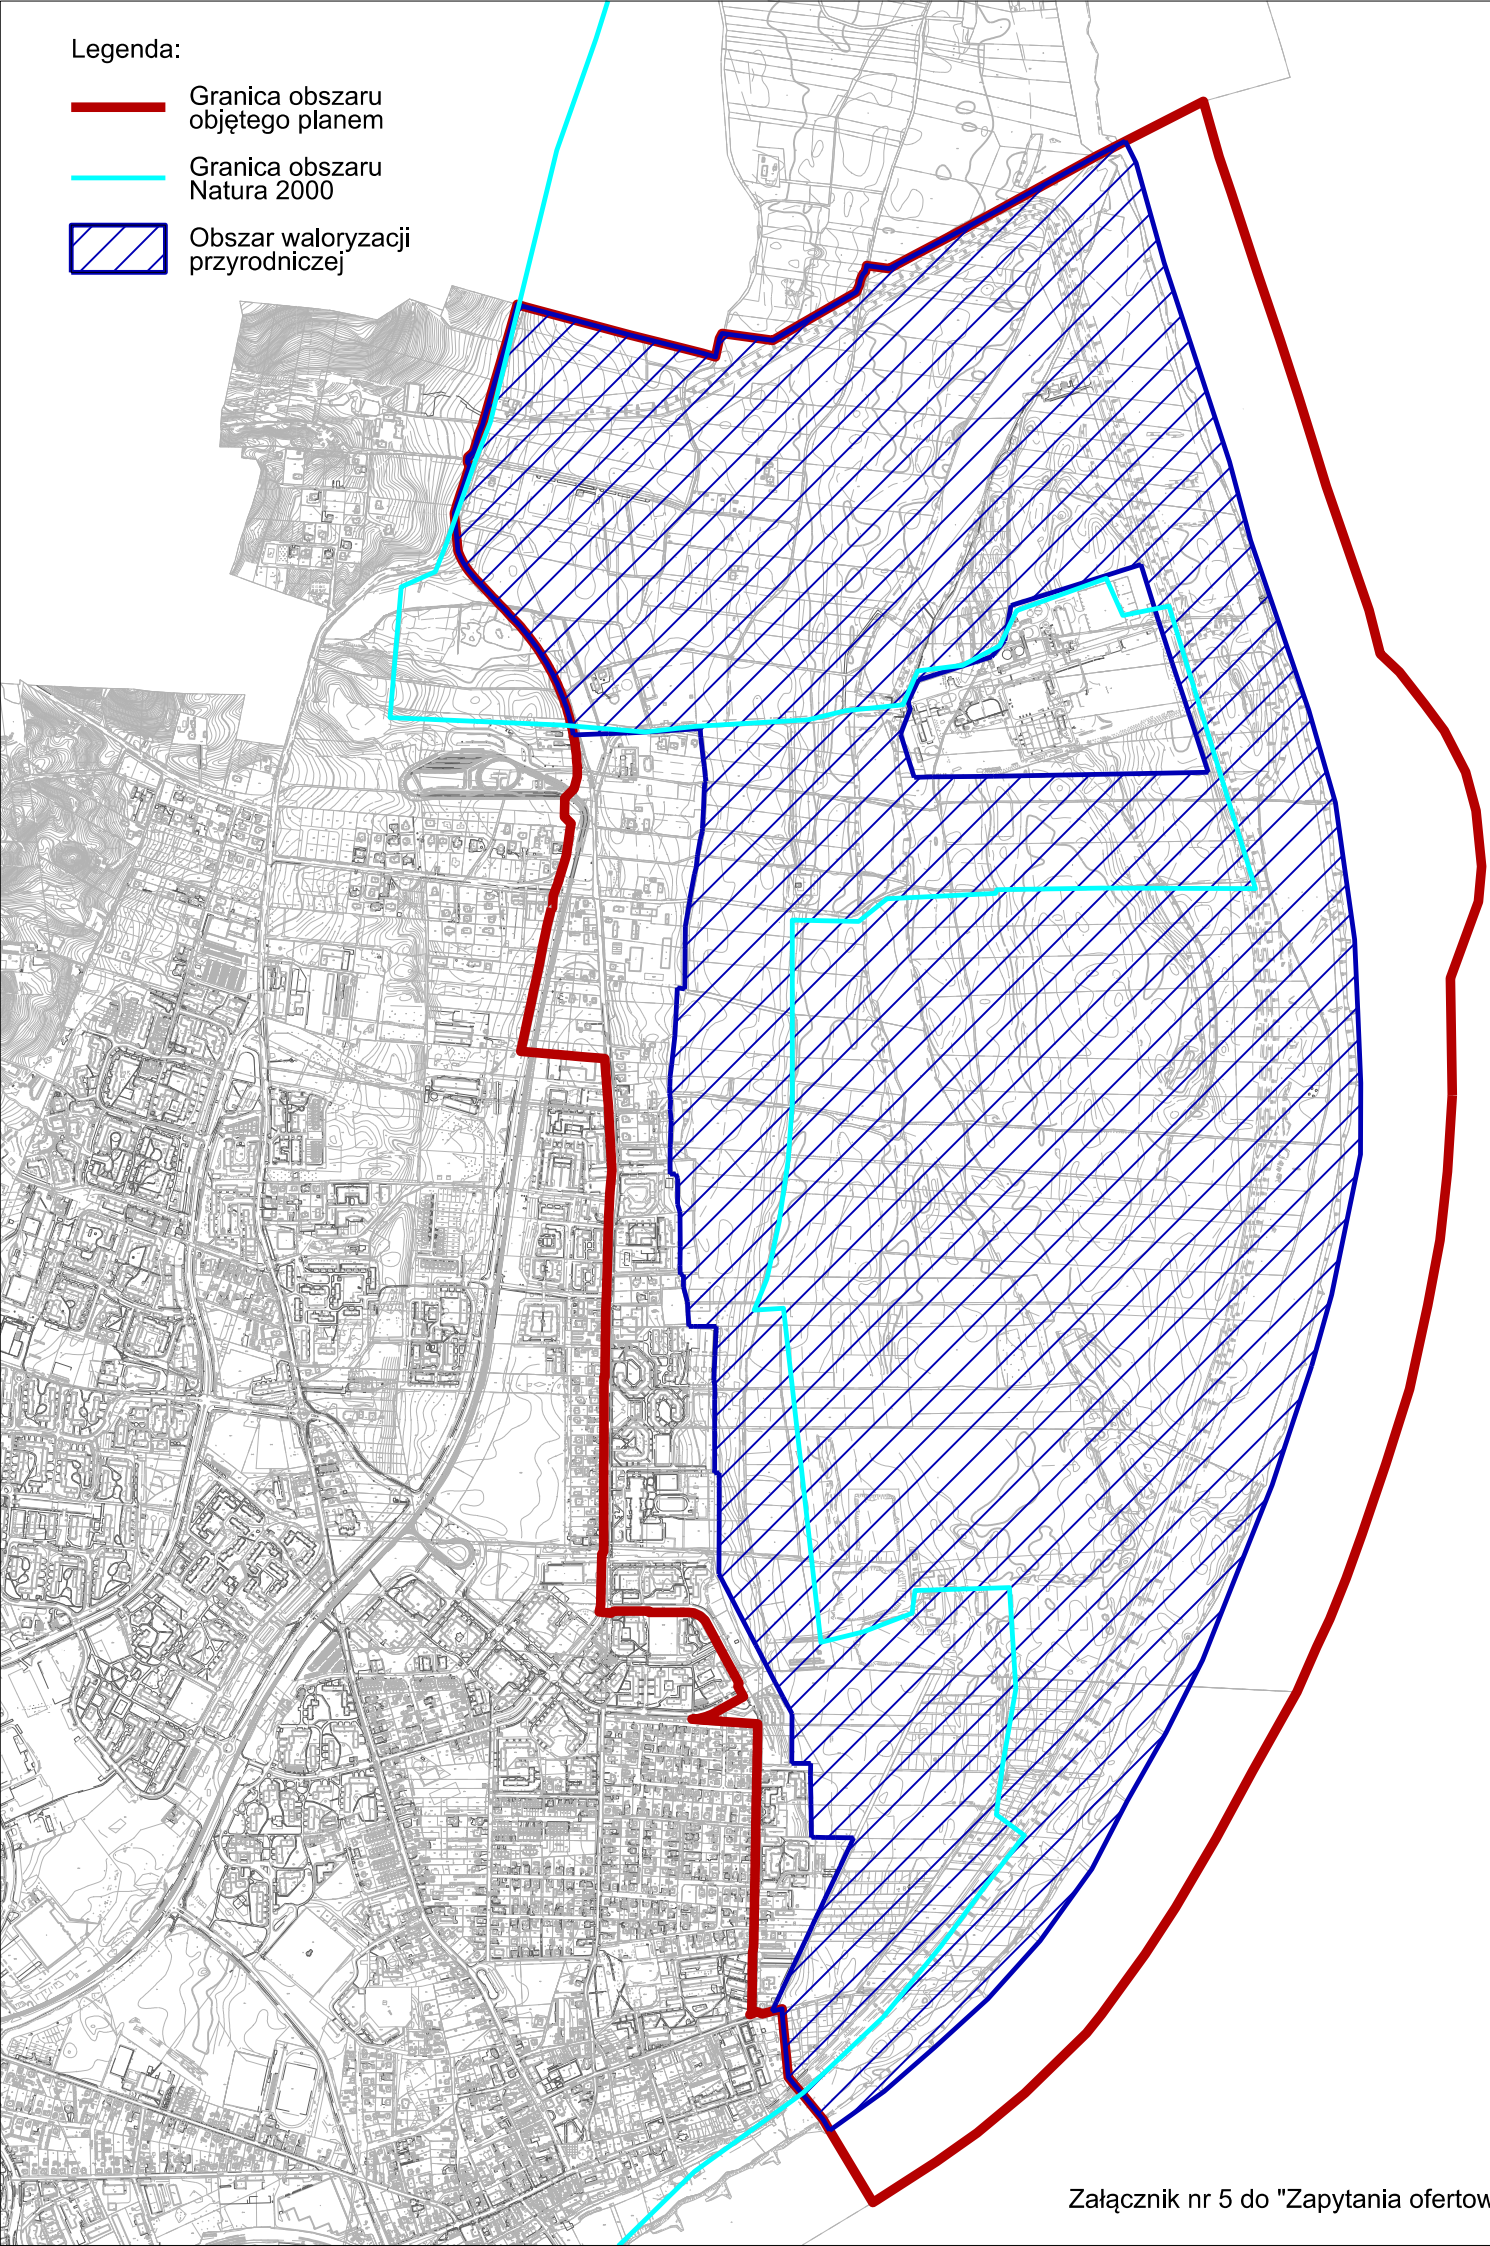 Legenda:
Granica obszaru
objętego planem
Granica obszaru
Natura 2000
Obszar waloryzacji
przyrodniczej
Załącznik nr 5 do "Zapytania ofertow